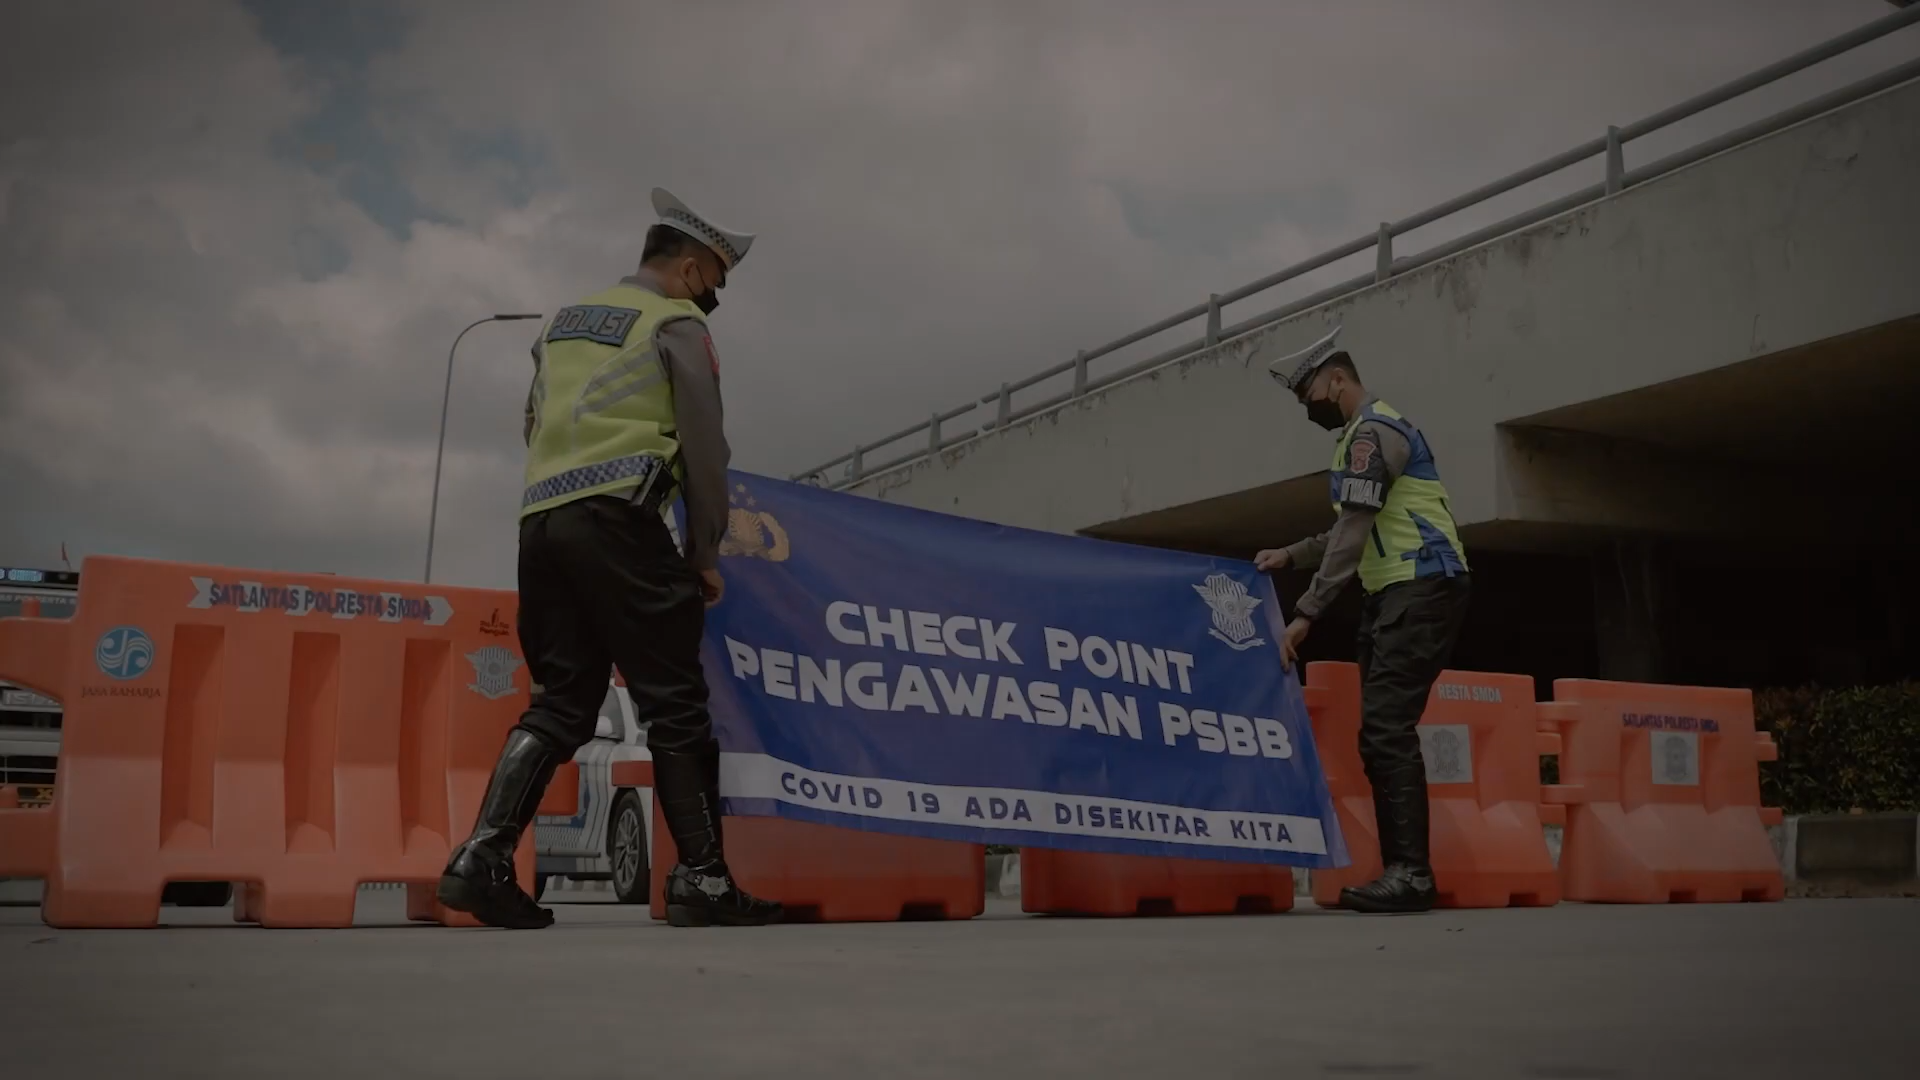 POLISI
SATLANTAS POLRESTA SMDA
JASA RAHARJA
CHECK POINT
PENGAWASAN PSBB
COVID 19 ADA DISEKITAR KITA
RESTA SMDA
SATLANTAS POLRESTA SMDA